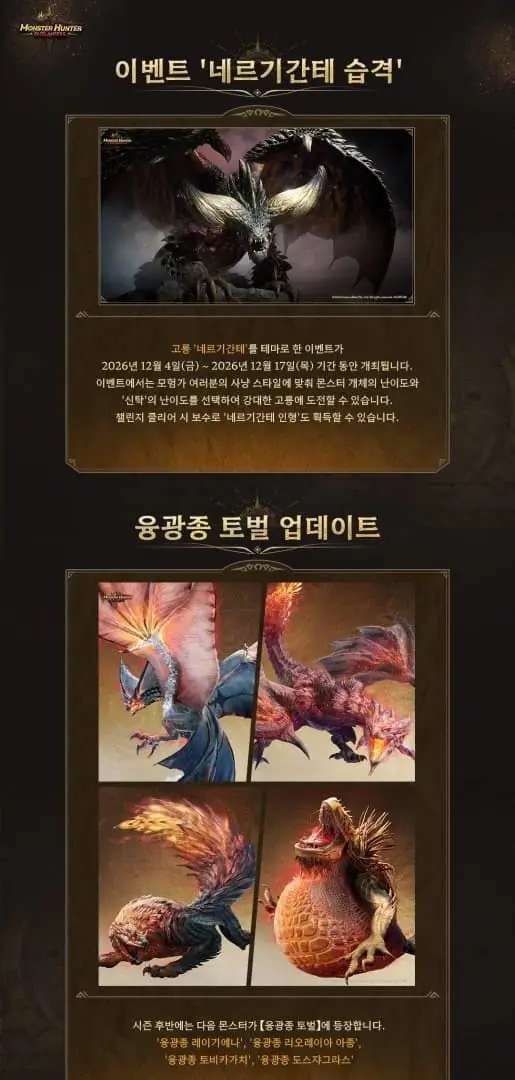 MONSTER HUNTER
이벤트 '네르기간테 습격'
MONSTER HUNTER
고룡 '네르기간테'를 테마로 한 이벤트가
2026년 12월 4일(금) ~ 2026년 12월 17일(목) 기간 동안 개최됩니다.
이벤트에서는 모험가 여러분의 사냥 스타일에 맞춰 몬스터 개체의 난이도와
'신탁'의 난이도를 선택하여 강대한 고룡에 도전할 수 있습니다.
챌린지 클리어 시 보수로 '네르기간테 인형'도 획득할 수 있습니다.
융광종 토벌 업데이트
MONSTER HUNTER
시즌 후반에는 다음 몬스터가 【융광종 토벌】에 등장합니다.
'융광종 레이기에나', '융광종 리오레이아 아종',
'융광종 토비카가치', '융광종 도스쟈그라스'